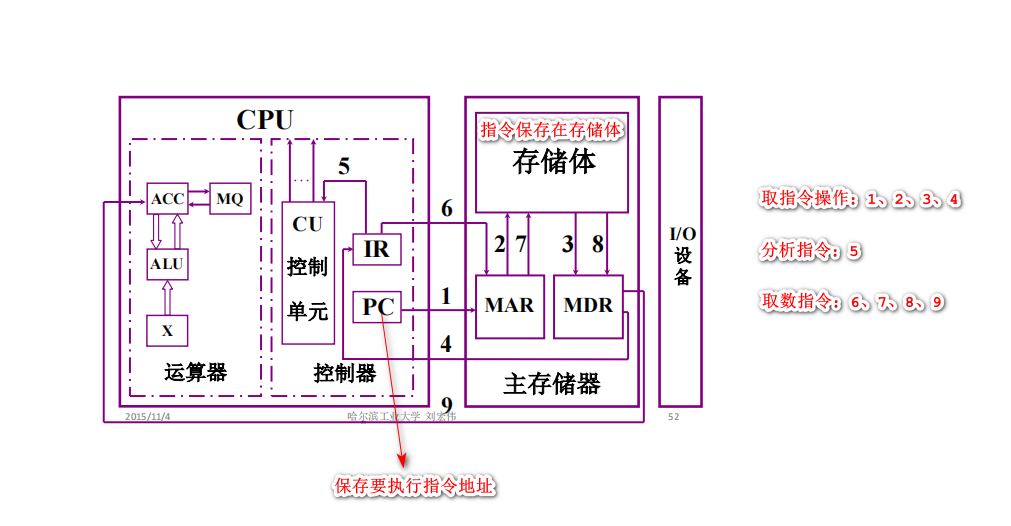 CPU
指令保存在存储体
存储体
5
ACC
MQ
CU
控制
单元
...
6
IR
2
7
3
8
I/O
设
备
取指令操作：1、2、3、4
分析指令：5
取数指令：6、7、8、9
ALU
PC
1
MAR
MDR
X
4
运算器
控制器
主存储器
9
2015/11/4
哈尔滨工业大学 刘宏伟
52
保存要执行指令地址